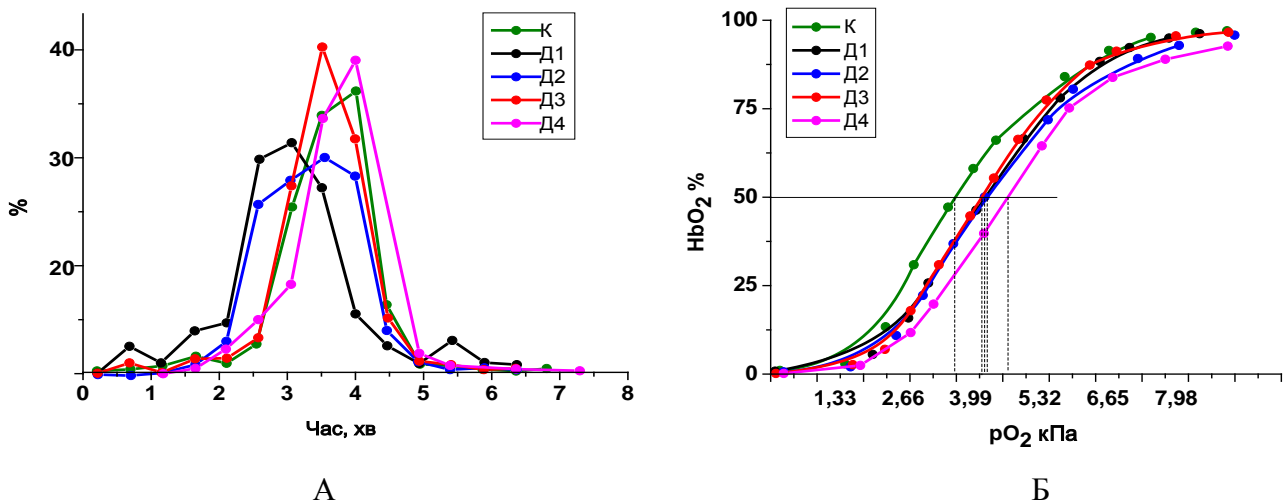 К
Д1
Д2
Д3
Д4
40
30
20
%
0 1 2 3 4 5 6 7 8
Час, хв
А
К
Д1
Д2
Д3
Д4
100
75
50
25
0
HbO2 %
1,33 2,66 3,99 5,32 6,65 7,98
pO2 кПа
Б